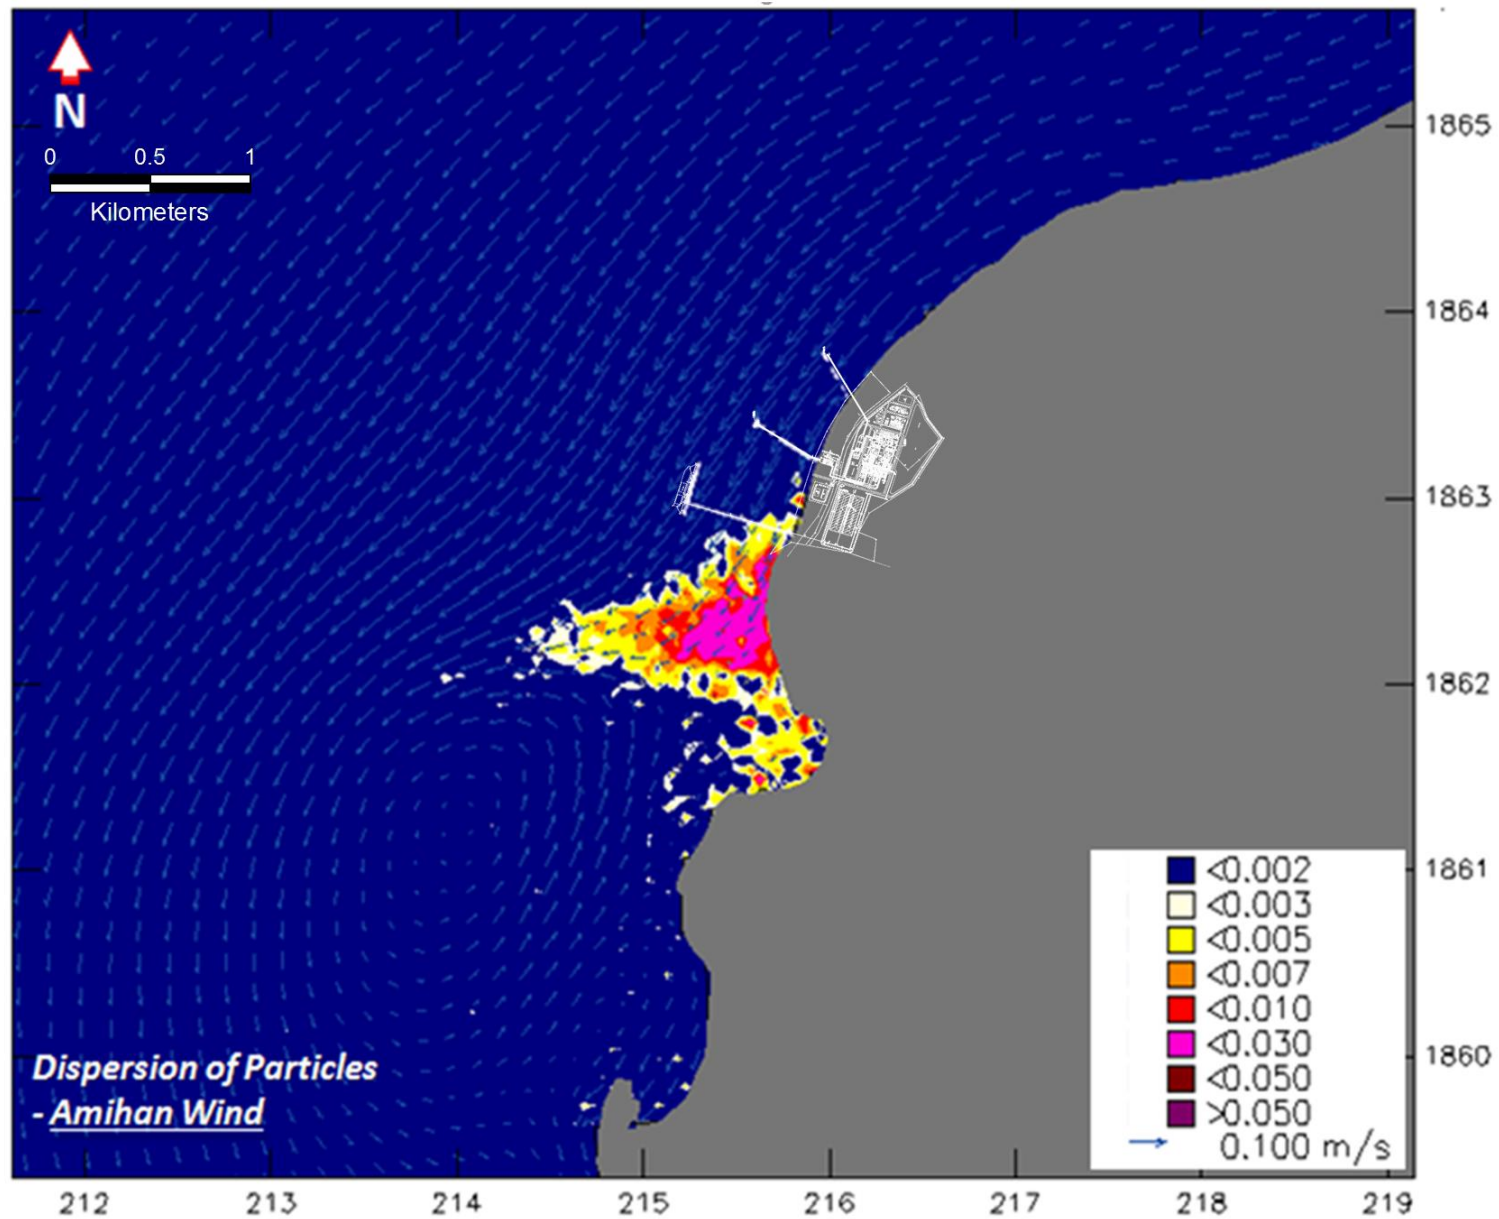 N
0 0.5 1
Kilometers
1865
1864
1863
1862
1861
1860
<0.002
<0.003
<0.005
<0.007
<0.010
<0.030
<0.050
>0.050
0.100 m/s
Dispersion of Particles
- Amihan Wind
212 213 214 215 216 217 218 219